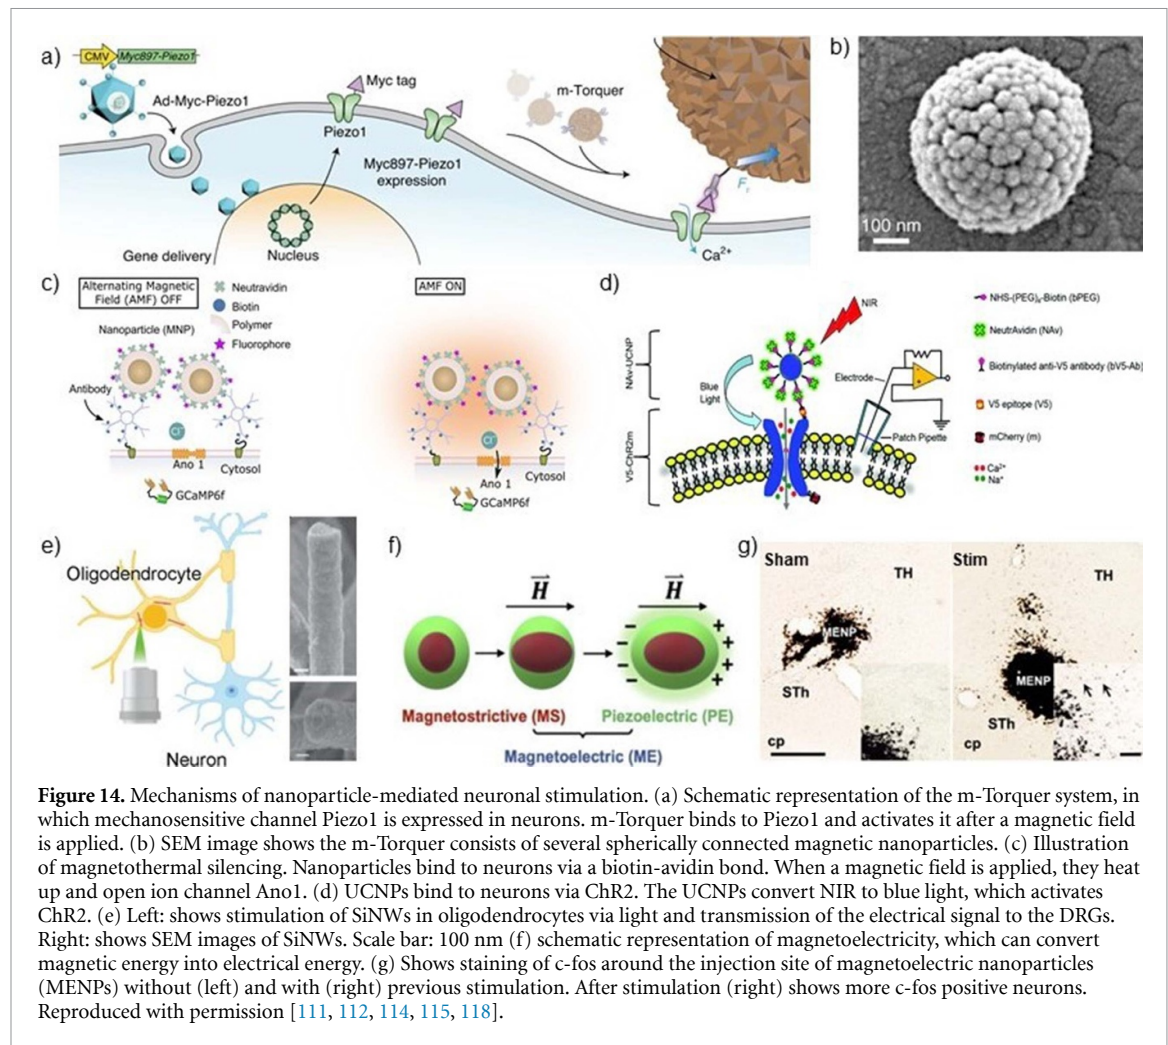 a)
CMV Myc897-Piezo1
Ad-Myc-Piezo1
Myc tag
Piezo1
Myc897-Piezo1
expression
m-Torquer
Gene delivery
Nucleus
Ca²⁺
b)
100 nm
c)
Alternating Magnetic
Field (AMF) OFF
Neutravidin
Biotin
Polymer
Fluorophore
Nanoparticle (MNP)
Antibody
Cl⁻
Ano 1
Cytosol
GCaMP6f
AMF ON
Cl⁻
Ano 1
Cytosol
GCaMP6f
d)
NAv-UCNP
V5-ChR2m
NIR
Blue
Light
Electrode
Patch Pipette
NHS-(PEG)ₙ-Biotin (bPEG)
NeutrAvidin (NAv)
Biotinylated anti-V5 antibody (bV5-Ab)
V5 epitope (V5)
mCherry (m)
Ca²⁺
Na⁺
e)
Oligodendrocyte
Neuron
f)
H
H
Magnetostrictive (MS)
Piezoelectric (PE)
Magnetoelectric (ME)
g)
Sham
TH
MENP
STh
cp
Stim
TH
MENP
STh
cp
Figure 14. Mechanisms of nanoparticle-mediated neuronal stimulation. (a) Schematic representation of the m-Torquer system, in
which mechanosensitive channel Piezo1 is expressed in neurons. m-Torquer binds to Piezo1 and activates it after a magnetic field
is applied. (b) SEM image shows the m-Torquer consists of several spherically connected magnetic nanoparticles. (c) Illustration
of magnetothermal silencing. Nanoparticles bind to neurons via a biotin-avidin bond. When a magnetic field is applied, they heat
up and open ion channel Ano1. (d) UCNPs bind to neurons via ChR2. The UCNPs convert NIR to blue light, which activates
ChR2. (e) Left: shows stimulation of SiNWs in oligodendrocytes via light and transmission of the electrical signal to the DRGs.
Right: shows SEM images of SiNWs. Scale bar: 100 nm (f) schematic representation of magnetoelectricity, which can convert
magnetic energy into electrical energy. (g) Shows staining of c-fos around the injection site of magnetoelectric nanoparticles
(MENPs) without (left) and with (right) previous stimulation. After stimulation (right) shows more c-fos positive neurons.
Reproduced with permission [111, 112, 114, 115, 118].